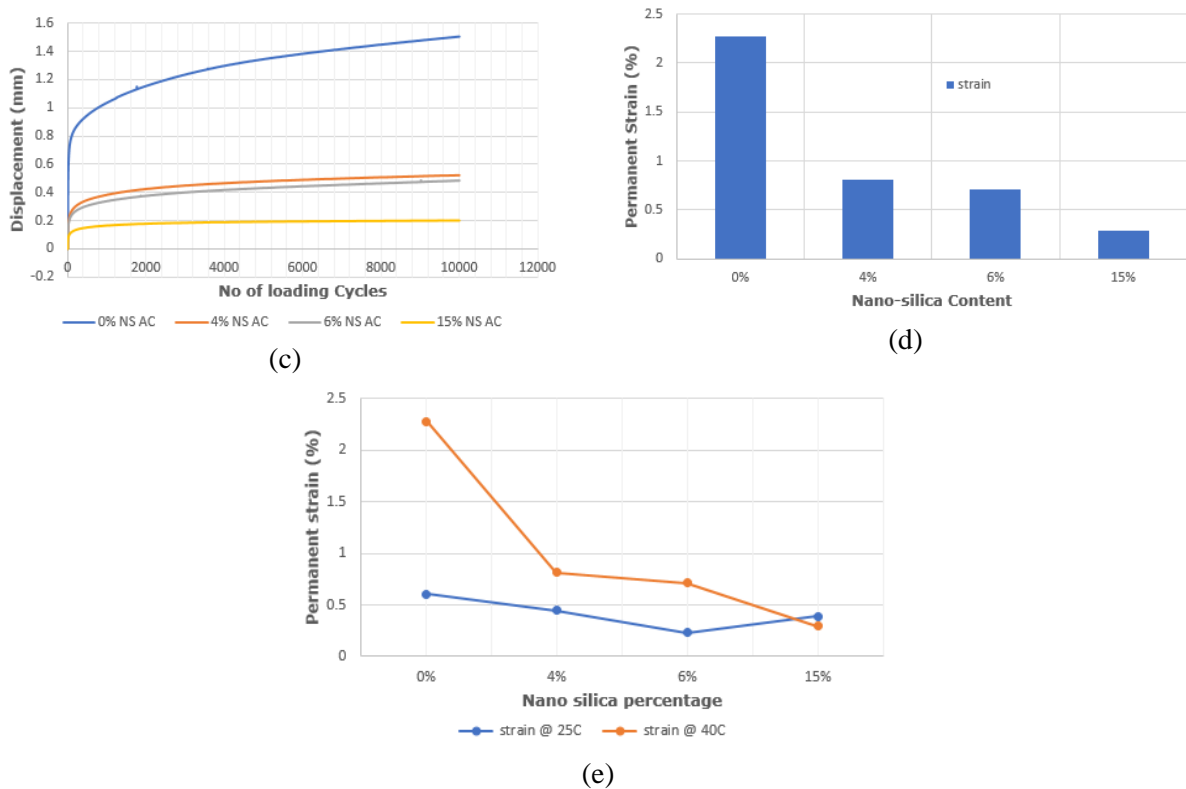 1.6
1.4
1.2
1
0.8
0.6
0.4
0.2
0
-0.2
Displacement (mm)
0 2000 4000 6000 8000 10000 12000
No of loading Cycles
0% NS AC 4% NS AC 6% NS AC 15% NS AC
(c)
2.5
2
1.5
1
0.5
0
Permanent Strain (%)
strain
0% 4% 6% 15%
Nano-silica Content
(d)
2.5
2
1.5
1
0.5
0
Permanent strain (%)
0% 4% 6% 15%
Nano silica percentage
strain @ 25C strain @ 40C
(e)